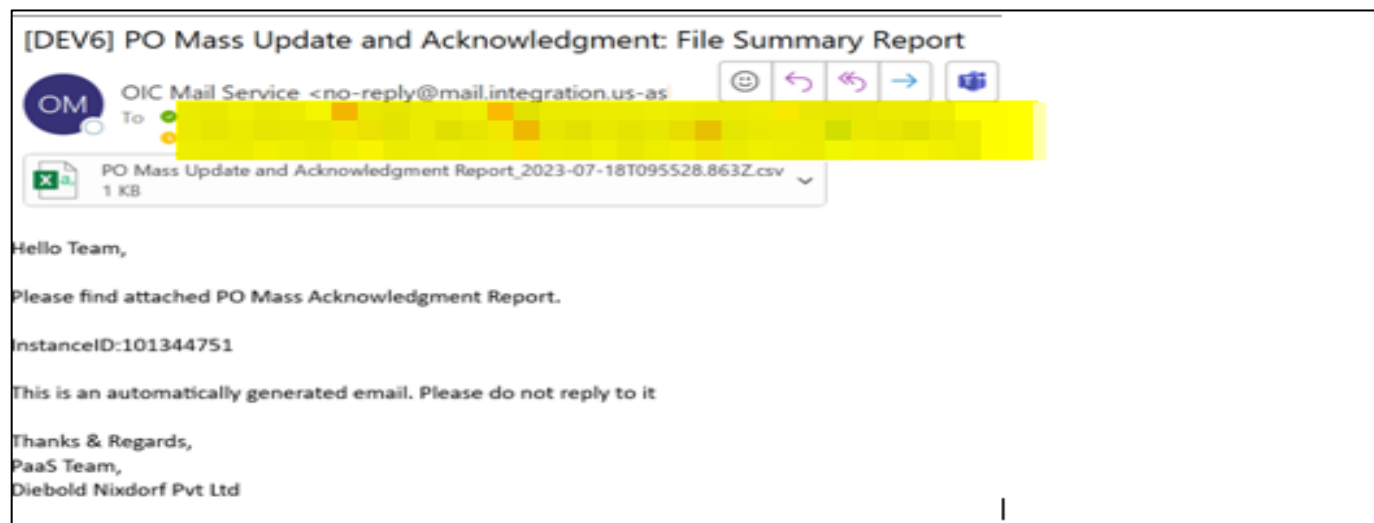 [DEV6] PO Mass Update and Acknowledgment: File Summary Report
OM
OIC Mail Service <no-reply@mail.integration.us-as
To
PO Mass Update and Acknowledgment Report_2023-07-18T095528.863Z.csv
1 KB
Hello Team,
Please find attached PO Mass Acknowledgment Report.
InstanceID:101344751
This is an automatically generated email. Please do not reply to it
Thanks & Regards,
PaaS Team,
Diebold Nixdorf Pvt Ltd